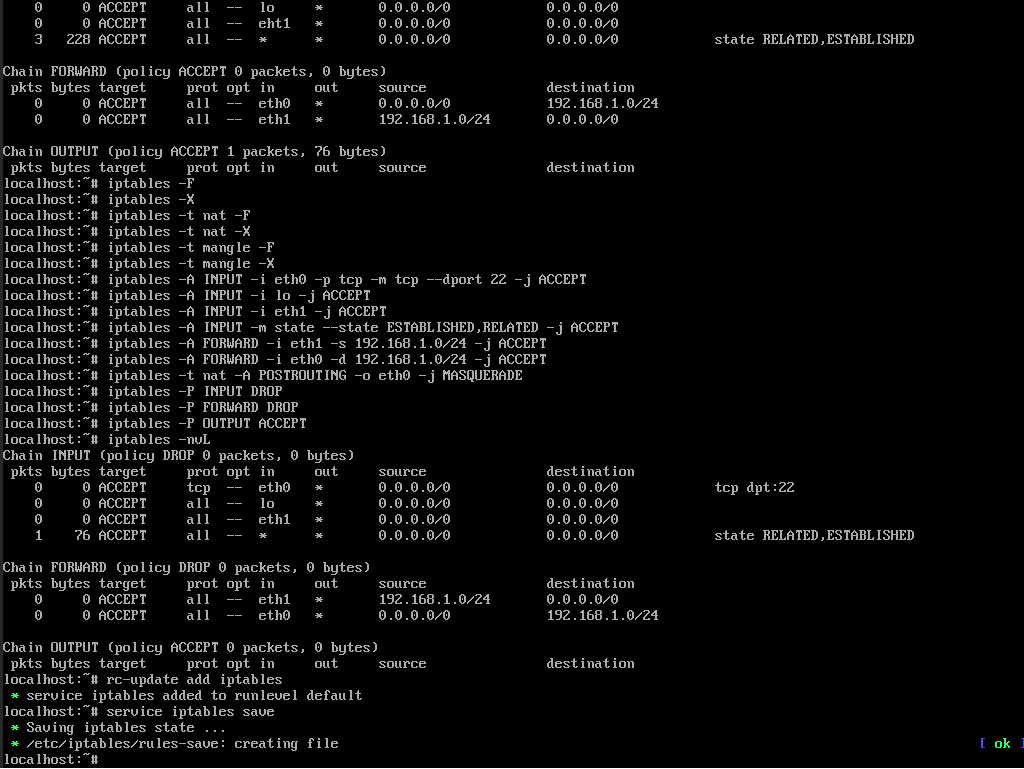 0 0 ACCEPT all -- lo * 0.0.0.0/0 0.0.0.0/0
0 0 ACCEPT all -- eht1 * 0.0.0.0/0 0.0.0.0/0
3 228 ACCEPT all -- * * 0.0.0.0/0 0.0.0.0/0 state RELATED,ESTABLISHED
Chain FORWARD (policy ACCEPT 0 packets, 0 bytes)
pkts bytes target prot opt in out source destination
0 0 ACCEPT all -- eth0 * 0.0.0.0/0 192.168.1.0/24
0 0 ACCEPT all -- eth1 * 192.168.1.0/24 0.0.0.0/0
Chain OUTPUT (policy ACCEPT 1 packets, 76 bytes)
pkts bytes target prot opt in out source destination
localhost:~# iptables -F
localhost:~# iptables -X
localhost:~# iptables -t nat -F
localhost:~# iptables -t nat -X
localhost:~# iptables -t mangle -F
localhost:~# iptables -t mangle -X
localhost:~# iptables -A INPUT -i eth0 -p tcp -m tcp --dport 22 -j ACCEPT
localhost:~# iptables -A INPUT -i lo -j ACCEPT
localhost:~# iptables -A INPUT -i eth1 -j ACCEPT
localhost:~# iptables -A INPUT -m state --state ESTABLISHED,RELATED -j ACCEPT
localhost:~# iptables -A FORWARD -i eth1 -s 192.168.1.0/24 -j ACCEPT
localhost:~# iptables -A FORWARD -i eth0 -d 192.168.1.0/24 -j ACCEPT
localhost:~# iptables -t nat -A POSTROUTING -o eth0 -j MASQUERADE
localhost:~# iptables -P INPUT DROP
localhost:~# iptables -P FORWARD DROP
localhost:~# iptables -P OUTPUT ACCEPT
localhost:~# iptables -nvL
Chain INPUT (policy DROP 0 packets, 0 bytes)
pkts bytes target prot opt in out source destination
0 0 ACCEPT tcp -- eth0 * 0.0.0.0/0 0.0.0.0/0 tcp dpt:22
0 0 ACCEPT all -- lo * 0.0.0.0/0 0.0.0.0/0
0 0 ACCEPT all -- eth1 * 0.0.0.0/0 0.0.0.0/0
1 76 ACCEPT all -- * * 0.0.0.0/0 0.0.0.0/0 state RELATED,ESTABLISHED
Chain FORWARD (policy DROP 0 packets, 0 bytes)
pkts bytes target prot opt in out source destination
0 0 ACCEPT all -- eth1 * 192.168.1.0/24 0.0.0.0/0
0 0 ACCEPT all -- eth0 * 0.0.0.0/0 192.168.1.0/24
Chain OUTPUT (policy ACCEPT 0 packets, 0 bytes)
pkts bytes target prot opt in out source destination
localhost:~# rc-update add iptables
* service iptables added to runlevel default
localhost:~# service iptables save
* Saving iptables state ...
* /etc/iptables/rules-save: creating file [ ok ]
localhost:~#